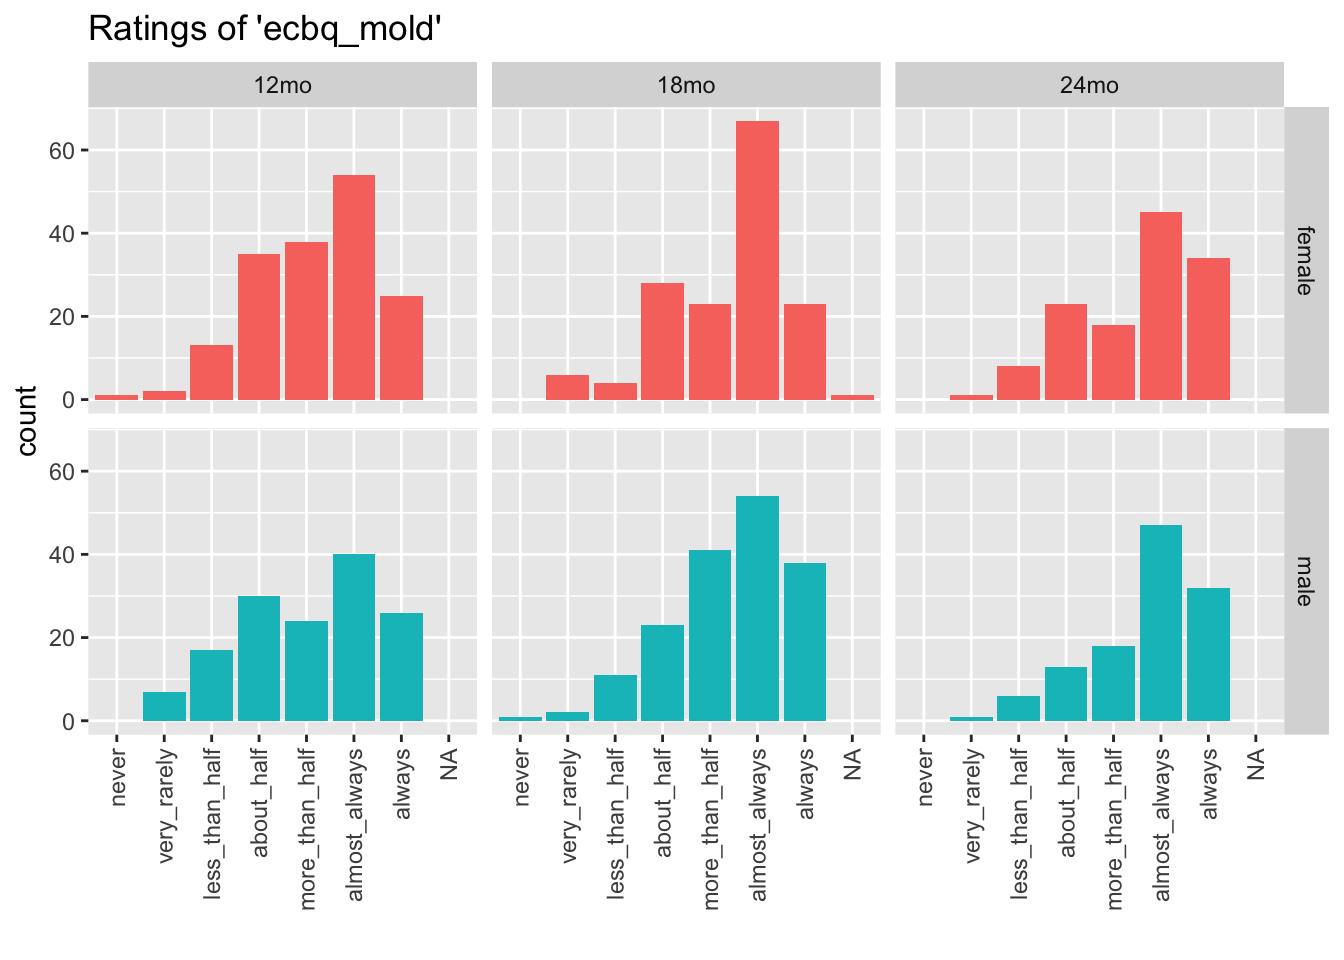 Ratings of 'ecbq_mold'
12mo 18mo 24mo
60
40
20
0
female
count
60
40
20
0
male
never very_rarely less_than_half about_half more_than_half almost_always always NA never very_rarely less_than_half about_half more_than_half almost_always always NA never very_rarely less_than_half about_half more_than_half almost_always always NA